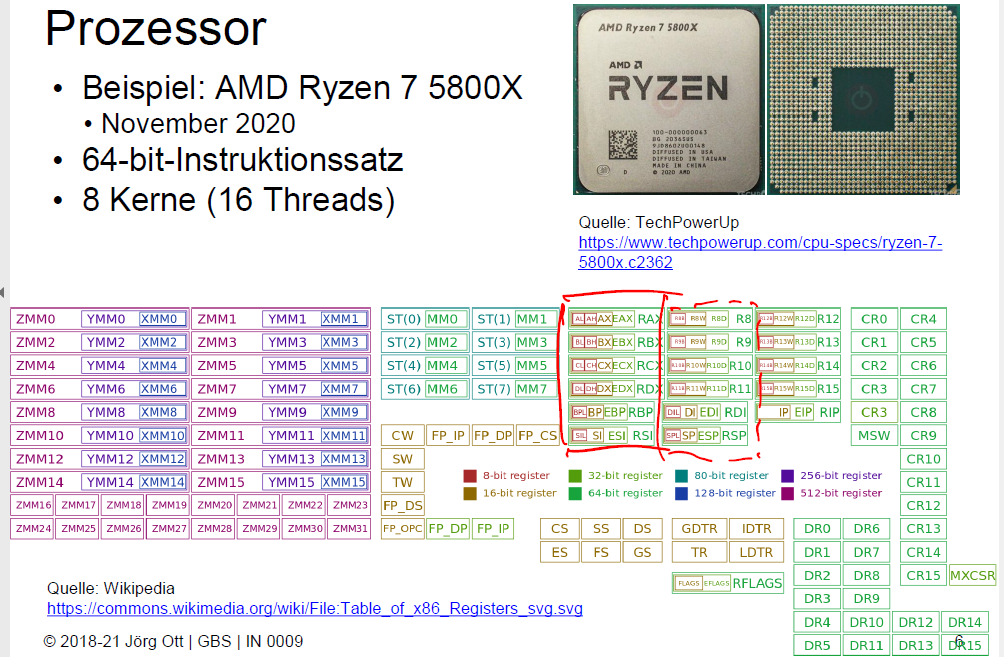 Prozessor
• Beispiel: AMD Ryzen 7 5800X
• November 2020
• 64-bit-Instruktionssatz
• 8 Kerne (16 Threads)
AMD Ryzen 7 5800X
AMD
RYZEN
100-000000063
BG 2036SUS
9JD8602U00148
DIFFUSED IN USA
DIFFUSED IN TAIWAN
MADE IN CHINA
© 2020 AMD
Quelle: TechPowerUp
https://www.techpowerup.com/cpu-specs/ryzen-7-
5800x.c2362
ZMM0 YMM0 XMM0 ZMM1 YMM1 XMM1 ST(0) MM0 ST(1) MM1 AL AH AX EAX RAX R8B R8W R8D R8 R12B R12W R12D R12 CR0 CR4
ZMM2 YMM2 XMM2 ZMM3 YMM3 XMM3 ST(2) MM2 ST(3) MM3 BL BH BX EBX RBX R9B R9W R9D R9 R13B R13W R13D R13 CR1 CR5
ZMM4 YMM4 XMM4 ZMM5 YMM5 XMM5 ST(4) MM4 ST(5) MM5 CL CH CX ECX RCX R10B R10W R10D R10 R14B R14W R14D R14 CR2 CR6
ZMM6 YMM6 XMM6 ZMM7 YMM7 XMM7 ST(6) MM6 ST(7) MM7 DL DH DX EDX RDX R11B R11W R11D R11 R15B R15W R15D R15 CR3 CR7
ZMM8 YMM8 XMM8 ZMM9 YMM9 XMM9 BPL BP EBP RBP DIL DI EDI RDI IP EIP RIP CR3 CR8
ZMM10 YMM10 XMM10 ZMM11 YMM11 XMM11 CW FP_IP FP_DP FP_CS SIL SI ESI RSI SPL SP ESP RSP MSW CR9
ZMM12 YMM12 XMM12 ZMM13 YMM13 XMM13 SW CR10
ZMM14 YMM14 XMM14 ZMM15 YMM15 XMM15 TW 8-bit register 32-bit register 80-bit register 256-bit register CR11
ZMM16 ZMM17 ZMM18 ZMM19 ZMM20 ZMM21 ZMM22 ZMM23 FP_DS 16-bit register 64-bit register 128-bit register 512-bit register CR12
ZMM24 ZMM25 ZMM26 ZMM27 ZMM28 ZMM29 ZMM30 ZMM31 FP_OPC FP_DP FP_IP CS SS DS GDTR IDTR DR0 DR6 CR13
ES FS GS TR LDTR DR1 DR7 CR14
FLAGS EFLAGS RFLAGS DR2 DR8 CR15 MXCSR
DR3 DR9
DR4 DR10 DR12 DR14
DR5 DR11 DR13 DR15
Quelle: Wikipedia
https://commons.wikimedia.org/wiki/File:Table_of_x86_Registers_svg.svg
© 2018-21 Jörg Ott | GBS | IN 0009
6